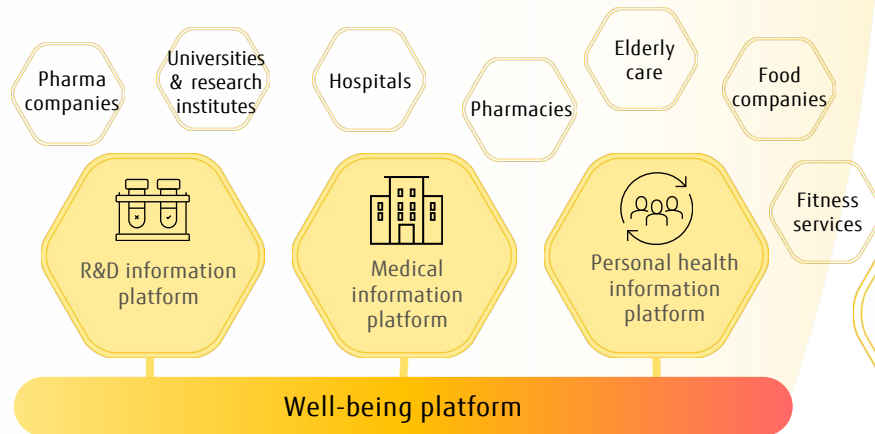 Pharma
companies
Universities
& research
institutes
Hospitals
Pharmacies
Elderly
care
Food
companies
Fitness
services
R&D information
platform
Medical
information
platform
Personal health
information
platform
Well-being platform